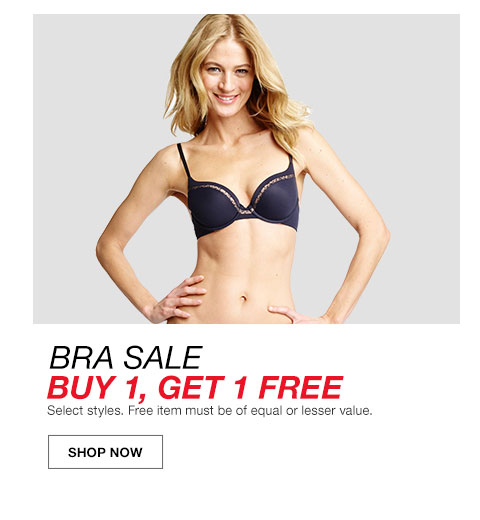 BRA SALE
BUY 1, GET 1 FREE
Select styles. Free item must be of equal or lesser value.
SHOP NOW